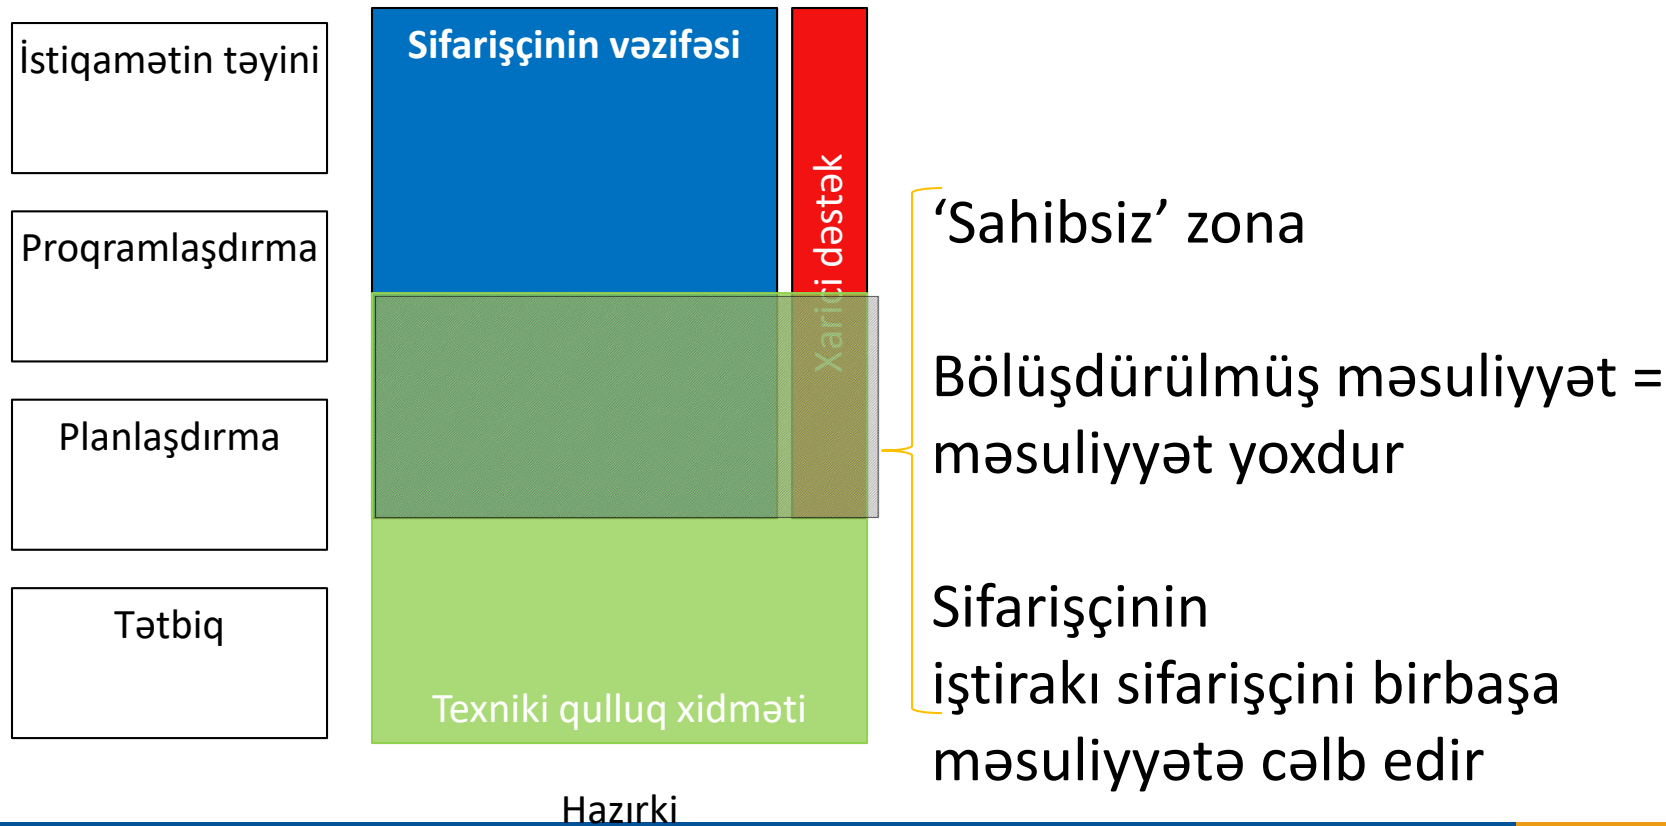 İstiqamətin təyini
Proqramlaşdırma
Planlaşdırma
Tətbiq
Sifarişçinin vəzifəsi
Xarici dəstək
Texniki qulluq xidməti
Hazırki
‘Sahibsiz’ zona
Bölüşdürülmüş məsuliyyət =
məsuliyyət yoxdur
Sifarişçinin
iştirakı sifarişçini birbaşa
məsuliyyətə cəlb edir